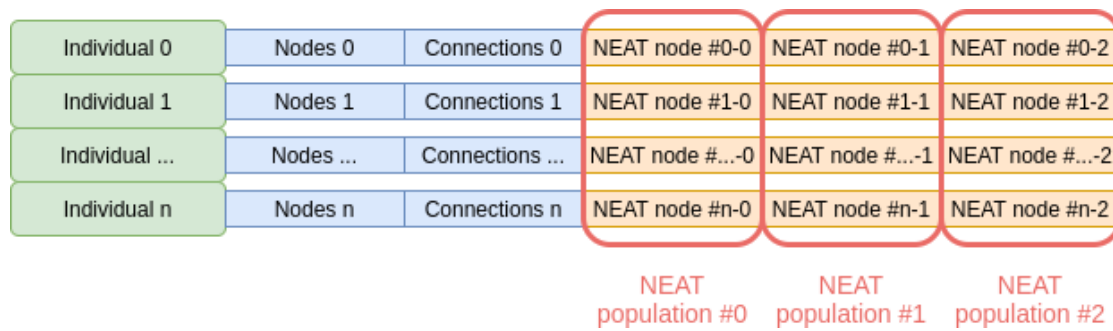 Individual 0 Nodes 0 Connections 0 NEAT node #0-0 NEAT node #0-1 NEAT node #0-2
Individual 1 Nodes 1 Connections 1 NEAT node #1-0 NEAT node #1-1 NEAT node #1-2
Individual ... Nodes ... Connections ... NEAT node #...-0 NEAT node #...-1 NEAT node #...-2
Individual n Nodes n Connections n NEAT node #n-0 NEAT node #n-1 NEAT node #n-2
NEAT NEAT NEAT
population #0 population #1 population #2